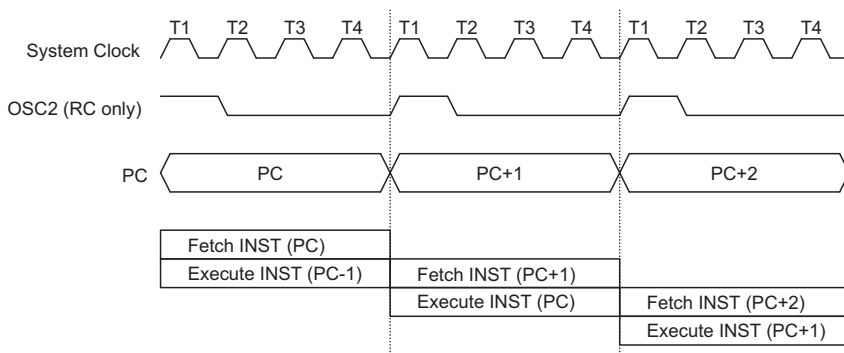 T1 T2 T3 T4 T1 T2 T3 T4 T1 T2 T3 T4
System Clock
OSC2 (RC only)
PC PC PC+1 PC+2
Fetch INST (PC)
Execute INST (PC-1) Fetch INST (PC+1)
Execute INST (PC) Fetch INST (PC+2)
Execute INST (PC+1)